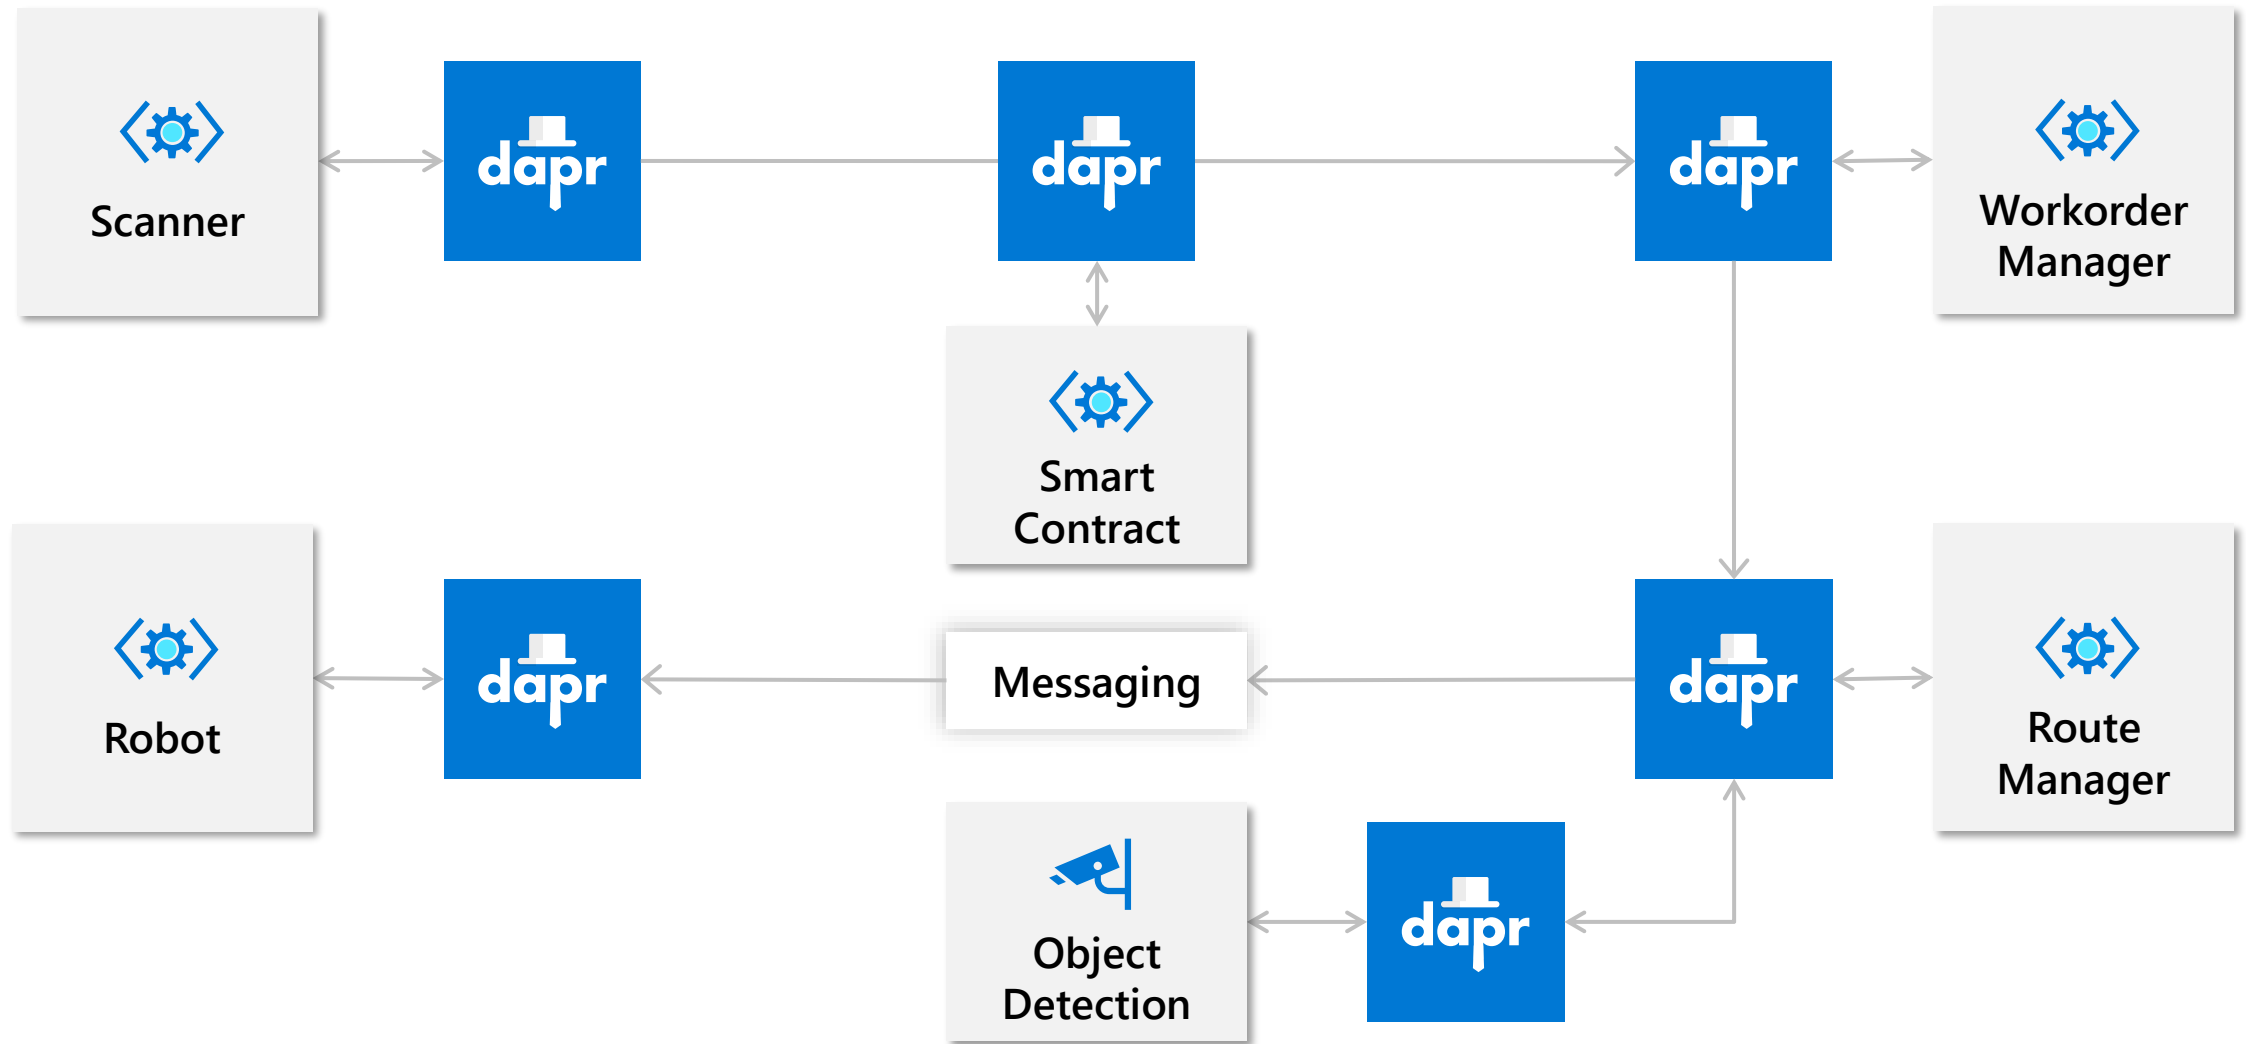 dapr
dapr
dapr
Scanner
Workorder
Manager
Smart
Contract
dapr
Messaging
dapr
Robot
Route
Manager
dapr
Object
Detection